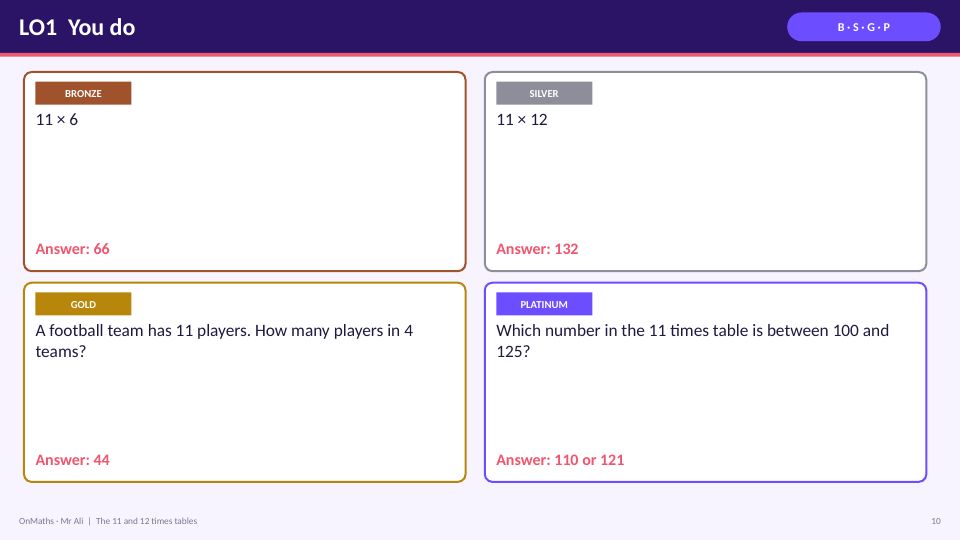 LO1  You do
B · S · G · P
BRONZE
11 × 6
Answer: 66
SILVER
11 × 12
Answer: 132
GOLD
A football team has 11 players. How many players in 4
teams?
Answer: 44
PLATINUM
Which number in the 11 times table is between 100 and
125?
Answer: 110 or 121
OnMaths - Mr Ali  |  The 11 and 12 times tables
10